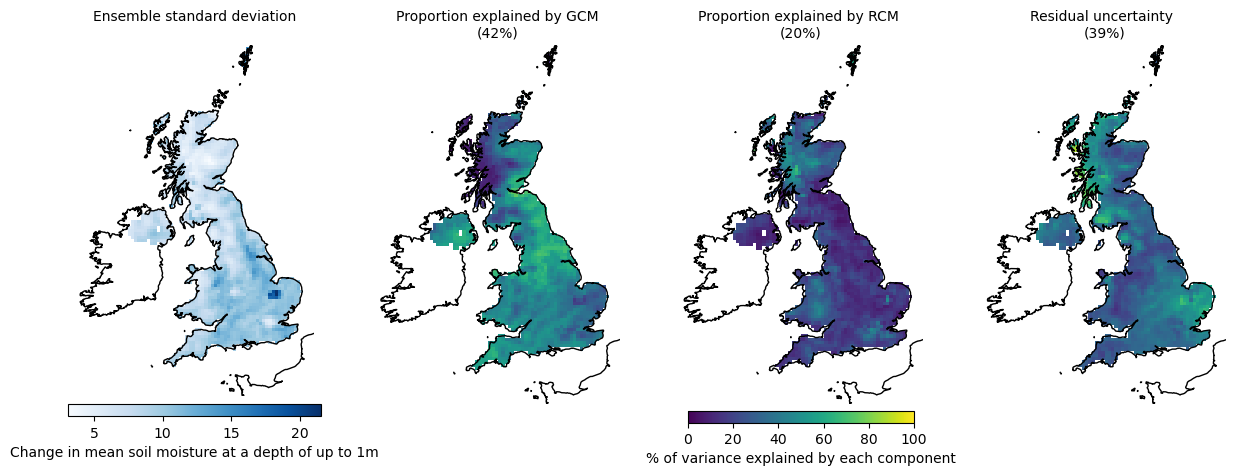 Ensemble standard deviation
Proportion explained by GCM
(42%)
Proportion explained by RCM
(20%)
Residual uncertainty
(39%)
5 10 15 20
Change in mean soil moisture at a depth of up to 1m
0 20 40 60 80 100
% of variance explained by each component